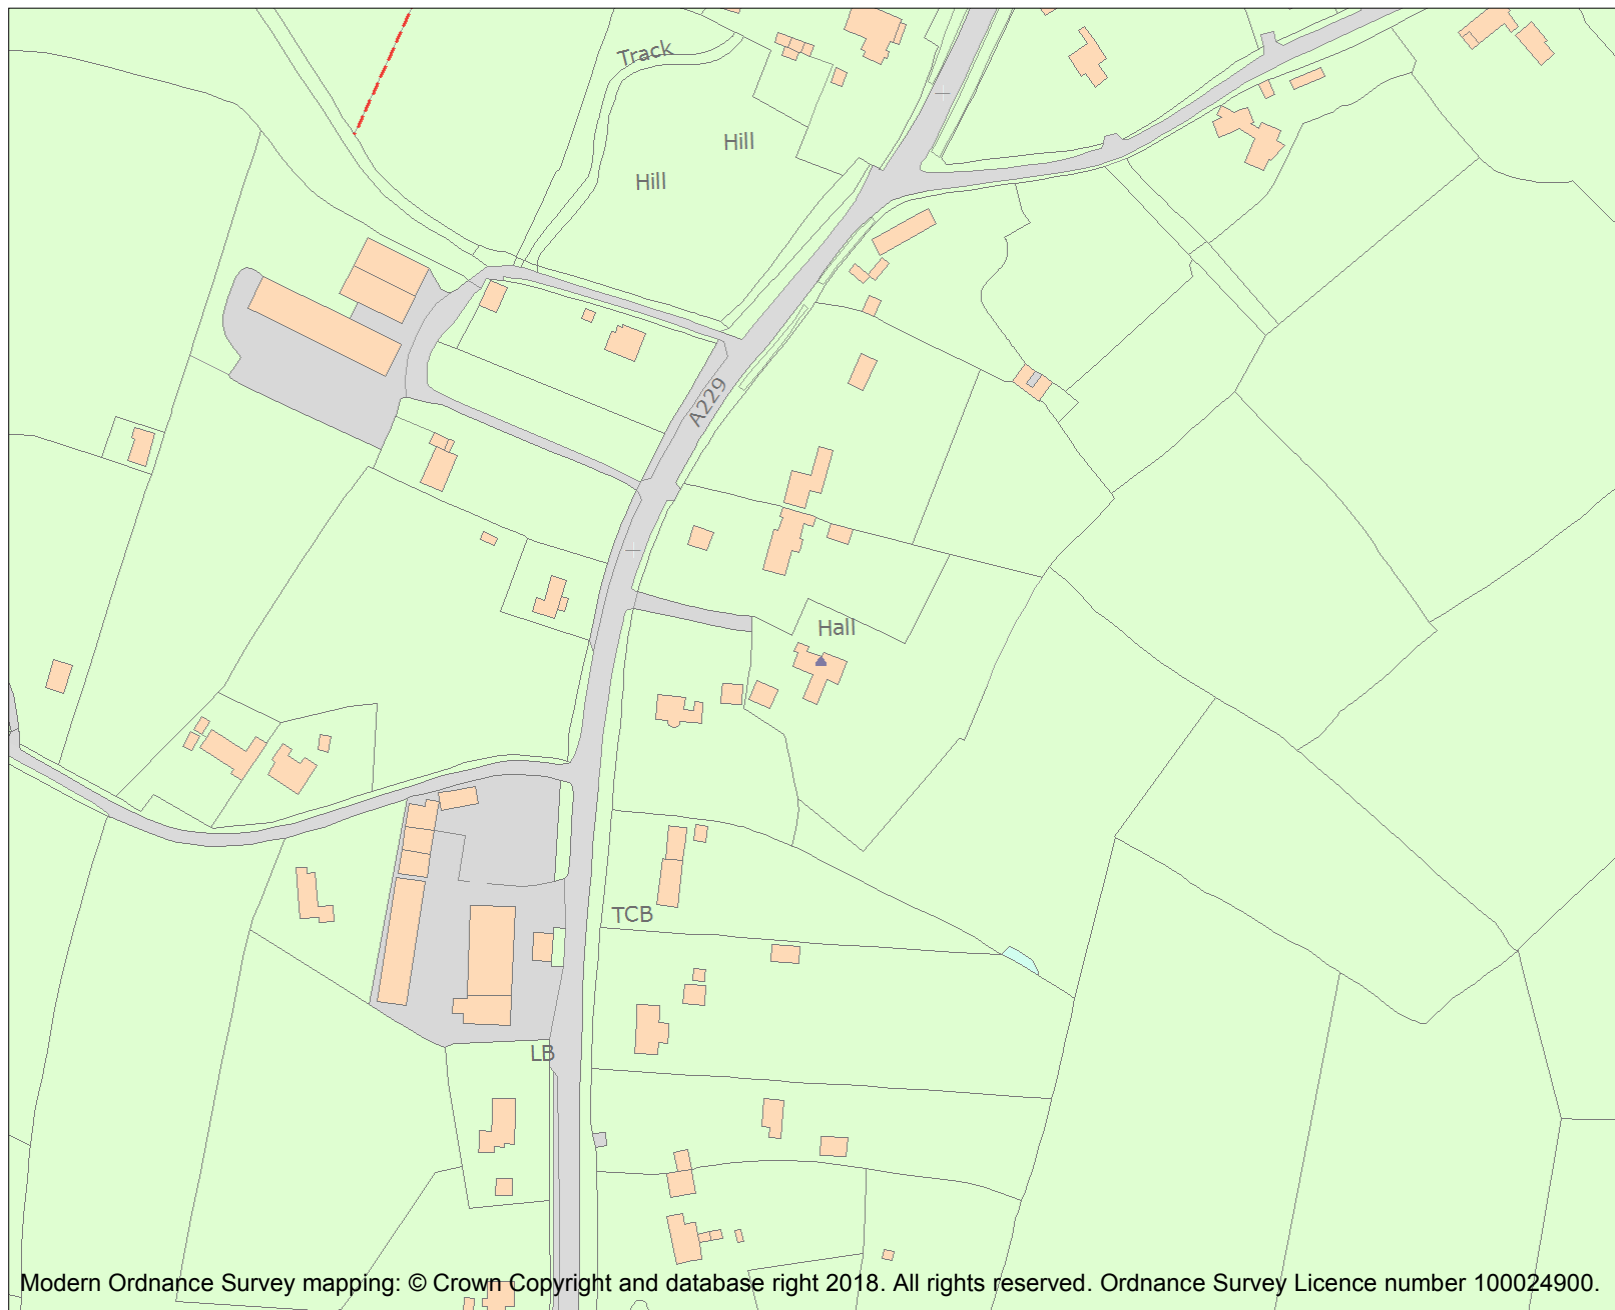 Track
Hill
Hill
A229
Hall
TCB
LB
Modern Ordnance Survey mapping: © Crown Copyright and database right 2018. All rights reserved. Ordnance Survey Licence number 100024900.